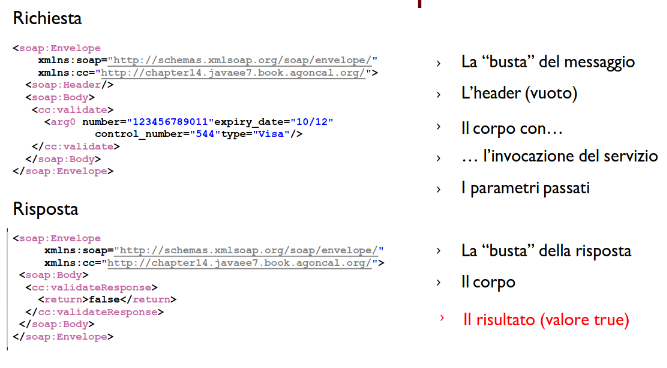 Richiesta
<soap:Envelope
xmlns:soap="http://schemas.xmlsoap.org/soap/envelope/"
xmlns:cc="http://chapter14.javaee7.book.agoncal.org/">
<soap:Header/>
<soap:Body>
<cc:validate>
<arg0 number="123456789011"expiry_date="10/12"
control_number="544"type="Visa"/>
</cc:validate>
</soap:Body>
</soap:Envelope>
› La “busta” del messaggio
› L’header (vuoto)
› Il corpo con…
› … l’invocazione del servizio
› I parametri passati
Risposta
<soap:Envelope
xmlns:soap="http://schemas.xmlsoap.org/soap/envelope/"
xmlns:cc="http://chapter14.javaee7.book.agoncal.org/">
<soap:Body>
<cc:validateResponse>
<return>false</return>
</cc:validateResponse>
</soap:Body>
</soap:Envelope>
› La “busta” della risposta
› Il corpo
› Il risultato (valore true)